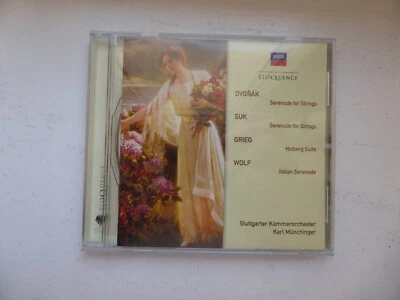 DECCA
ELOQUENCE
DVOŘÁK
Serenade for Strings
SUK
Serenade for Strings
GRIEG
Holberg Suite
WOLF
Italian Serenade
Stuttgarter Kammerorchester
Karl Münchinger